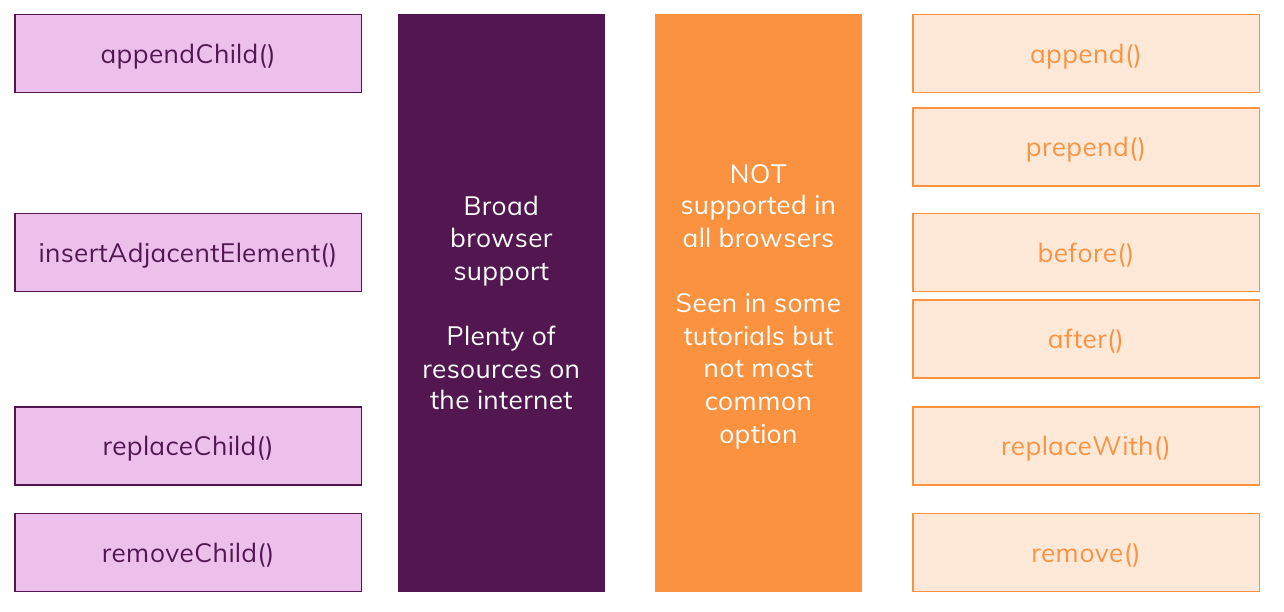 appendChild()
insertAdjacentElement()
replaceChild()
removeChild()
Broad
browser
support
Plenty of
resources on
the internet
NOT
supported in
all browsers
Seen in some
tutorials but
not most
common
option
append()
prepend()
before()
after()
replaceWith()
remove()